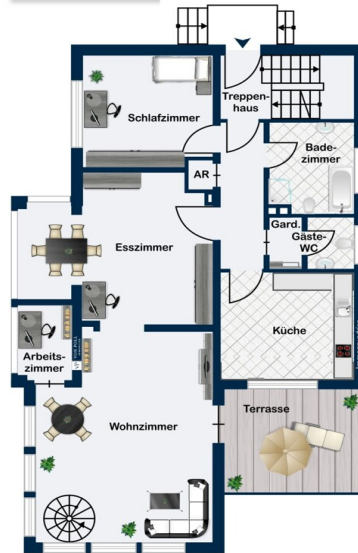 Treppen-
haus
Schlafzimmer
Bade-
zimmer
AR
Gard.
Gäste-
WC
Esszimmer
Küche
Arbeits-
zimmer
Terrasse
Wohnzimmer